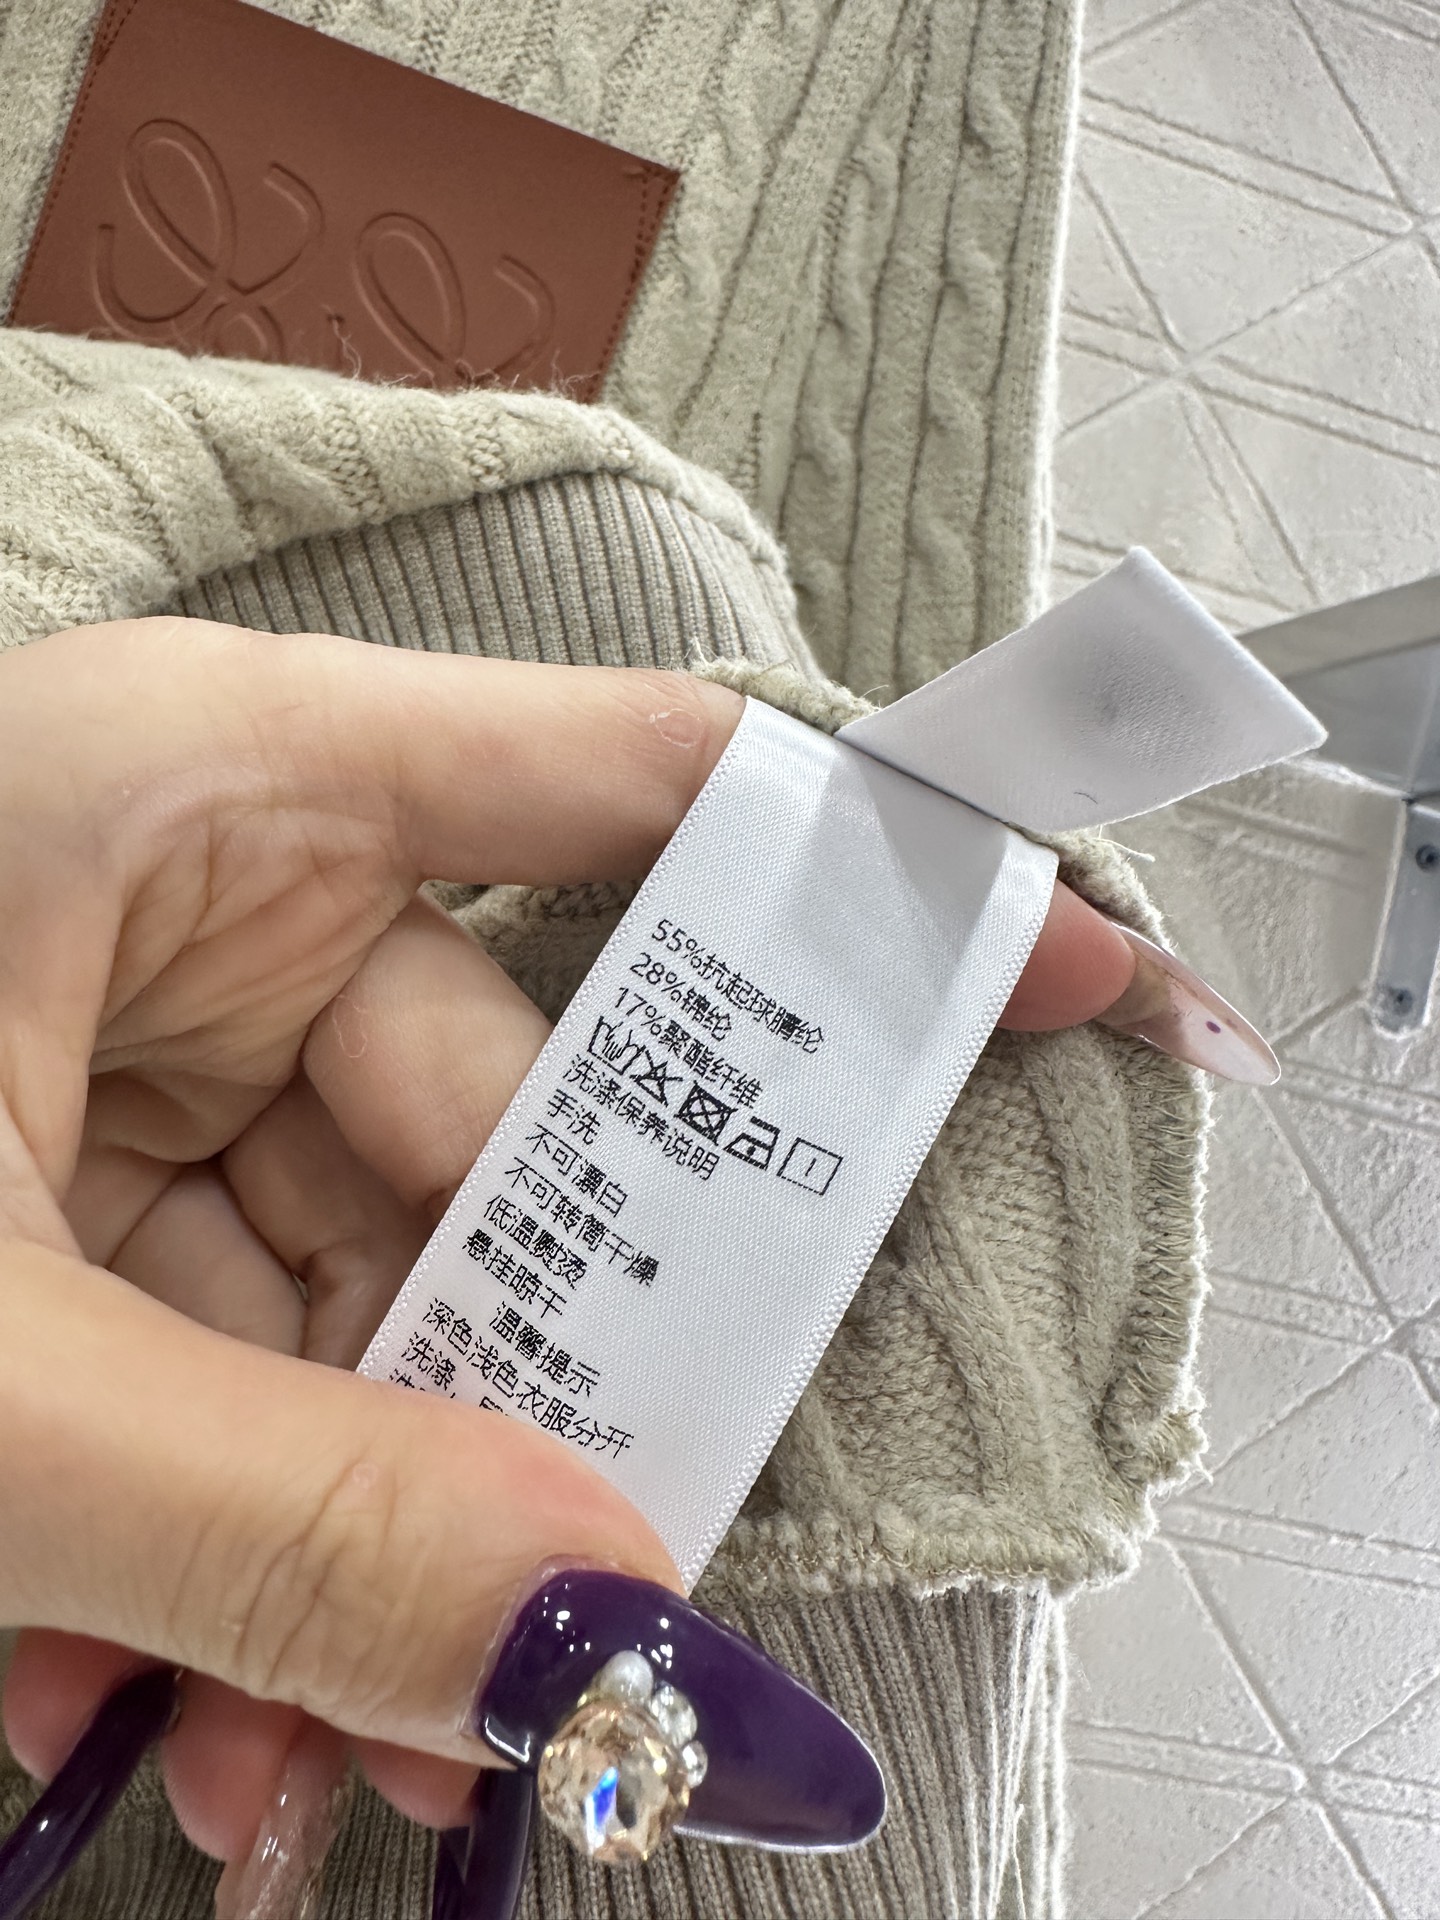 55%抗起球腈纶
28%锦纶
17%聚酯纤维
洗涤保养说明
手洗
不可漂白
不可转筒干燥
低温熨烫
悬挂晾干
温馨提示
深色浅色衣服分开
洗涤